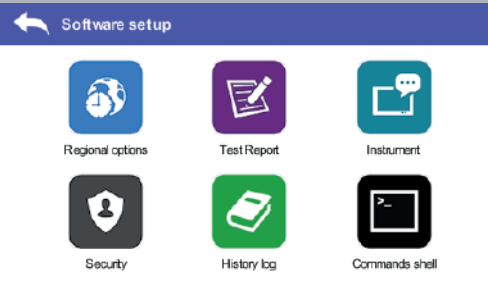 Software setup
Regional options
Test Report
Instrument
Security
History log
>_
Commands shell